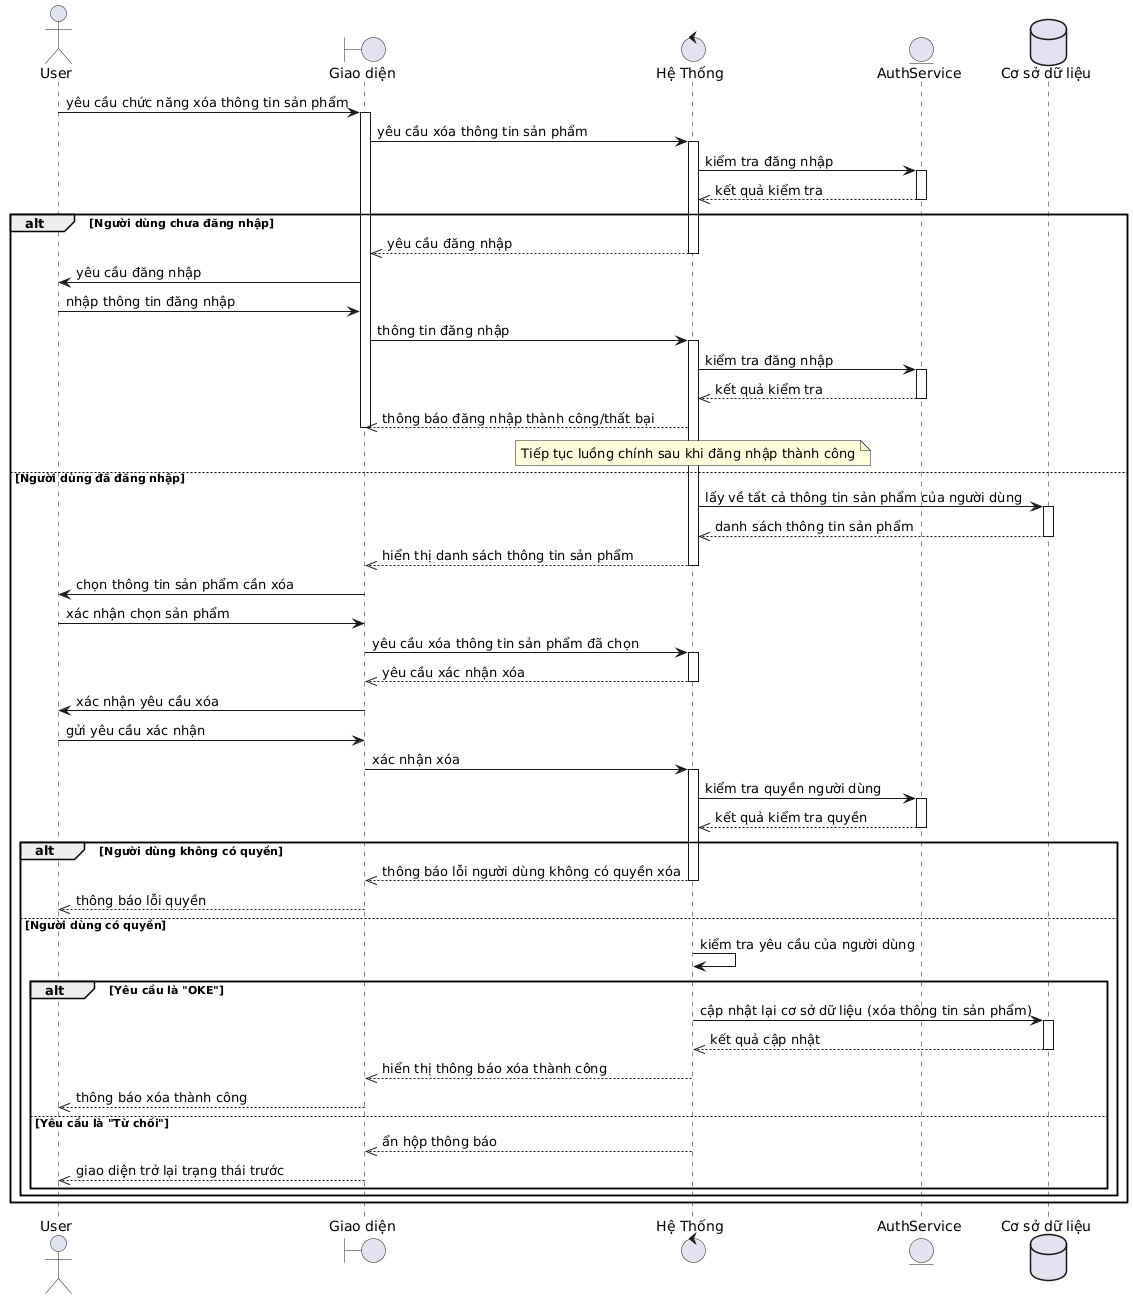 User
Giao diện
Hệ Thống
AuthService
Cơ sở dữ liệu
yêu cầu chức năng xóa thông tin sản phẩm
yêu cầu xóa thông tin sản phẩm
kiểm tra đăng nhập
kết quả kiểm tra
alt
[Người dùng chưa đăng nhập]
yêu cầu đăng nhập
yêu cầu đăng nhập
nhập thông tin đăng nhập
thông tin đăng nhập
kiểm tra đăng nhập
kết quả kiểm tra
thông báo đăng nhập thành công/thất bại
Tiếp tục luồng chính sau khi đăng nhập thành công
[Người dùng đã đăng nhập]
lấy về tất cả thông tin sản phẩm của người dùng
danh sách thông tin sản phẩm
hiển thị danh sách thông tin sản phẩm
chọn thông tin sản phẩm cần xóa
xác nhận chọn sản phẩm
yêu cầu xóa thông tin sản phẩm đã chọn
yêu cầu xác nhận xóa
xác nhận yêu cầu xóa
gửi yêu cầu xác nhận
xác nhận xóa
kiểm tra quyền người dùng
kết quả kiểm tra quyền
alt
[Người dùng không có quyền]
thông báo lỗi người dùng không có quyền xóa
thông báo lỗi quyền
[Người dùng có quyền]
kiểm tra yêu cầu của người dùng
alt
[Yêu cầu là "OKE"]
cập nhật lại cơ sở dữ liệu (xóa thông tin sản phẩm)
kết quả cập nhật
hiển thị thông báo xóa thành công
thông báo xóa thành công
[Yêu cầu là "Từ chối"]
ẩn hộp thông báo
giao diện trở lại trạng thái trước
User
Giao diện
Hệ Thống
AuthService
Cơ sở dữ liệu